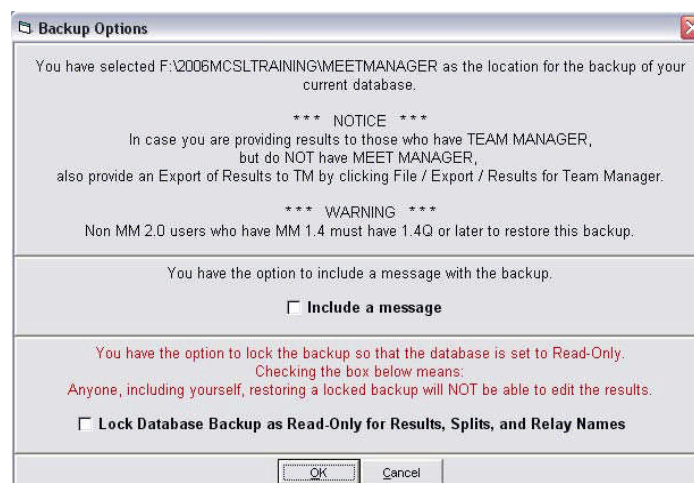 Backup Options
You have selected F:\2006MCSLTRAINING\MEETMANAGER as the location for the backup of your
current database.
* * * NOTICE * * *
In case you are providing results to those who have TEAM MANAGER,
but do NOT have MEET MANAGER,
also provide an Export of Results to TM by clicking File / Export / Results for Team Manager.
* * * WARNING * * *
Non MM 2.0 users who have MM 1.4 must have 1.4Q or later to restore this backup.
You have the option to include a message with the backup.
Include a message
You have the option to lock the backup so that the database is set to Read-Only.
Checking the box below means:
Anyone, including yourself, restoring a locked backup will NOT be able to edit the results.
Lock Database Backup as Read-Only for Results, Splits, and Relay Names
OK Cancel